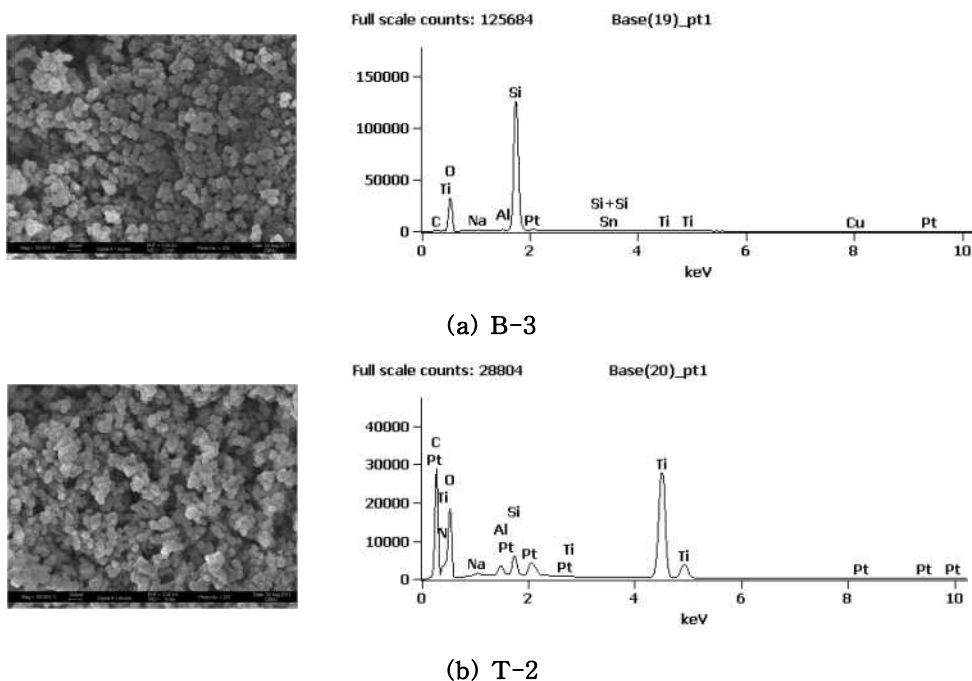 Full scale counts: 125684 Base(19)_pt1
150000
100000
50000
0
Si
O
Ti
C
Na
Al
Pt
Si+Si
Sn
Ti
Ti
Cu
Pt
0 2 4 6 8 10
keV
(a) B-3
Full scale counts: 28804 Base(20)_pt1
40000
30000
20000
10000
0
C
Pt
Ti
O
N
Na
Al
Pt
Si
Pt
Ti
Pt
Ti
Ti
Pt
Pt
Pt
0 2 4 6 8 10
keV
(b) T-2